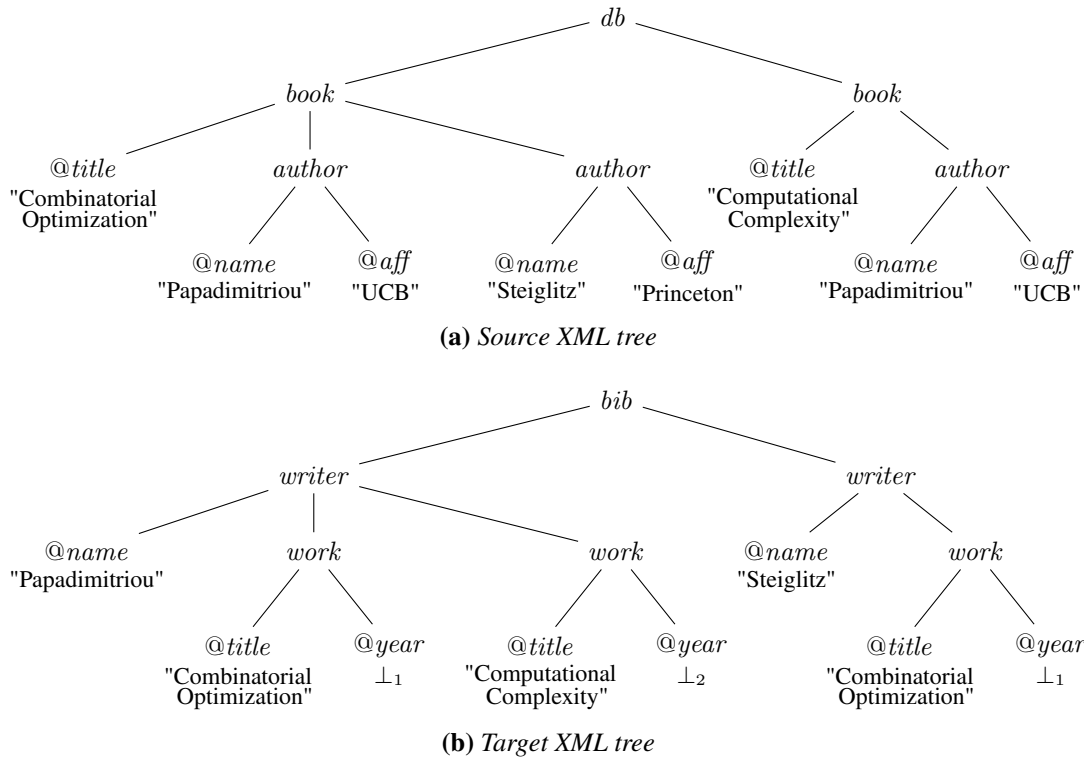 db
book book
@title author author @title author
"Combinatorial "Computational
Optimization" Complexity"
@name @aff @name @aff @name @aff
"Papadimitriou" "UCB" "Steiglitz" "Princeton" "Papadimitriou" "UCB"
(a) Source XML tree
bib
writer writer
@name work work @name work
"Papadimitriou" "Steiglitz"
@title @year @title @year @title @year
"Combinatorial ⊥₁ "Computational ⊥₂ "Combinatorial ⊥₁
Optimization" Complexity" Optimization"
(b) Target XML tree